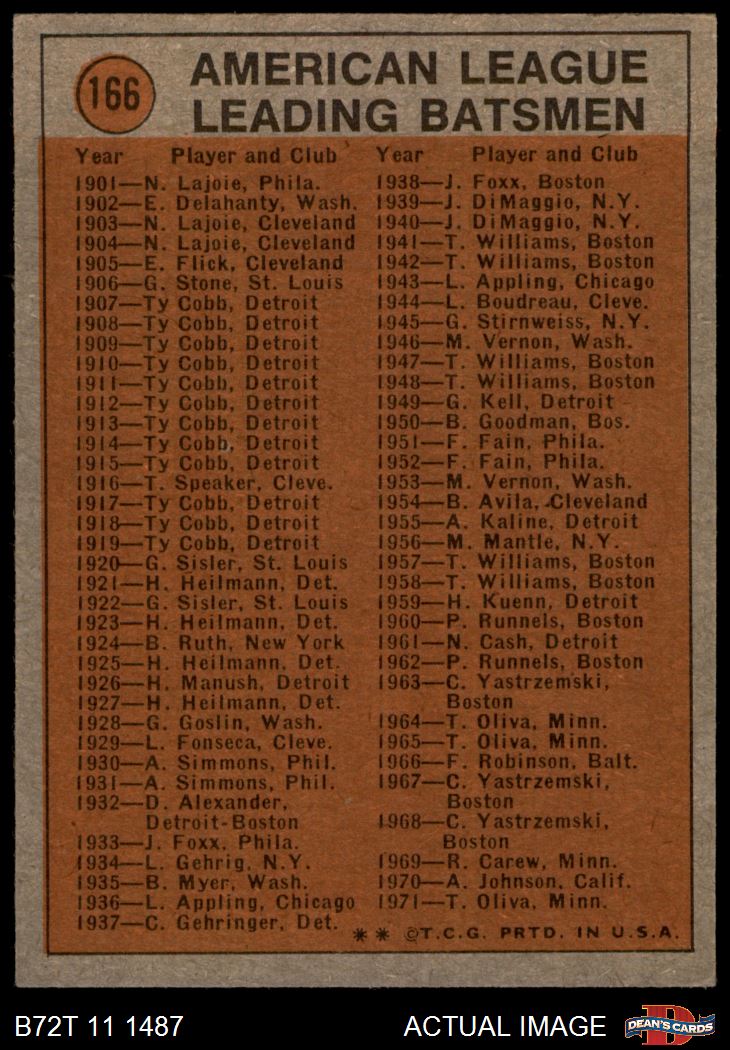 166
AMERICAN LEAGUE
LEADING BATSMEN
Year Player and Club
1901—N. Lajoie, Phila.
1902—E. Delahanty, Wash.
1903—N. Lajoie, Cleveland
1904—N. Lajoie, Cleveland
1905—E. Flick, Cleveland
1906—G. Stone, St. Louis
1907—Ty Cobb, Detroit
1908—Ty Cobb, Detroit
1909—Ty Cobb, Detroit
1910—Ty Cobb, Detroit
1911—Ty Cobb, Detroit
1912—Ty Cobb, Detroit
1913—Ty Cobb, Detroit
1914—Ty Cobb, Detroit
1915—Ty Cobb, Detroit
1916—T. Speaker, Cleve.
1917—Ty Cobb, Detroit
1918—Ty Cobb, Detroit
1919—Ty Cobb, Detroit
1920—G. Sisler, St. Louis
1921—H. Heilmann, Det.
1922—G. Sisler, St. Louis
1923—H. Heilmann, Det.
1924—B. Ruth, New York
1925—H. Heilmann, Det.
1926—H. Manush, Detroit
1927—H. Heilmann, Det.
1928—G. Goslin, Wash.
1929—L. Fonseca, Cleve.
1930—A. Simmons, Phil.
1931—A. Simmons, Phil.
1932—D. Alexander,
Detroit-Boston
1933—J. Foxx, Phila.
1934—L. Gehrig, N.Y.
1935—B. Myer, Wash.
1936—L. Appling, Chicago
1937—C. Gehringer, Det.
Year Player and Club
1938—J. Foxx, Boston
1939—J. DiMaggio, N.Y.
1940—J. DiMaggio, N.Y.
1941—T. Williams, Boston
1942—T. Williams, Boston
1943—L. Appling, Chicago
1944—L. Boudreau, Cleve.
1945—G. Stirnweiss, N.Y.
1946—M. Vernon, Wash.
1947—T. Williams, Boston
1948—T. Williams, Boston
1949—G. Kell, Detroit
1950—B. Goodman, Bos.
1951—F. Fain, Phila.
1952—F. Fain, Phila.
1953—M. Vernon, Wash.
1954—B. Avila, Cleveland
1955—A. Kaline, Detroit
1956—M. Mantle, N.Y.
1957—T. Williams, Boston
1958—T. Williams, Boston
1959—H. Kuenn, Detroit
1960—P. Runnels, Boston
1961—N. Cash, Detroit
1962—P. Runnels, Boston
1963—C. Yastrzemski,
Boston
1964—T. Oliva, Minn.
1965—T. Oliva, Minn.
1966—F. Robinson, Balt.
1967—C. Yastrzemski,
Boston
1968—C. Yastrzemski,
Boston
1969—R. Carew, Minn.
1970—A. Johnson, Calif.
1971—T. Oliva, Minn.
** ©T.C.G. PRTD. IN U.S.A.
B72T 11 1487
ACTUAL IMAGE
D
DEAN'S CARDS